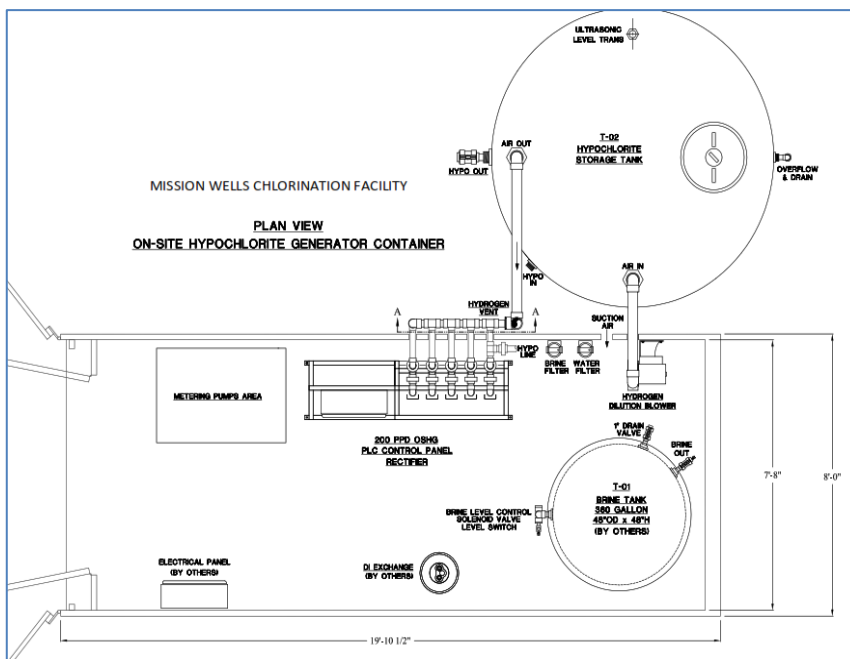 ULTRASONIC
LEVEL TRANS
T-02
HYPOCHLORITE
STORAGE TANK
AIR OUT
HYPO OUT
OVERFLOW
& DRAIN
MISSION WELLS CHLORINATION FACILITY
PLAN VIEW
ON-SITE HYPOCHLORITE GENERATOR CONTAINER
HYPO
IN
AIR IN
HYDROGEN
VENT
A
A
SUCTION
AIR
HYPO
LINE
BRINE
FILTER
WATER
FILTER
METERING PUMPS AREA
HYDROGEN
DILUTION BLOWER
200 PPD OSHG
PLC CONTROL PANEL
RECTIFIER
1" DRAIN
VALVE
BRINE
OUT
T-01
BRINE TANK
360 GALLON
48"OD x 48"H
(BY OTHERS)
BRINE LEVEL CONTROL
SOLENOID VALVE
LEVEL SWITCH
7'-8"
8'-0"
ELECTRICAL PANEL
(BY OTHERS)
DI EXCHANGE
(BY OTHERS)
19'-10 1/2"